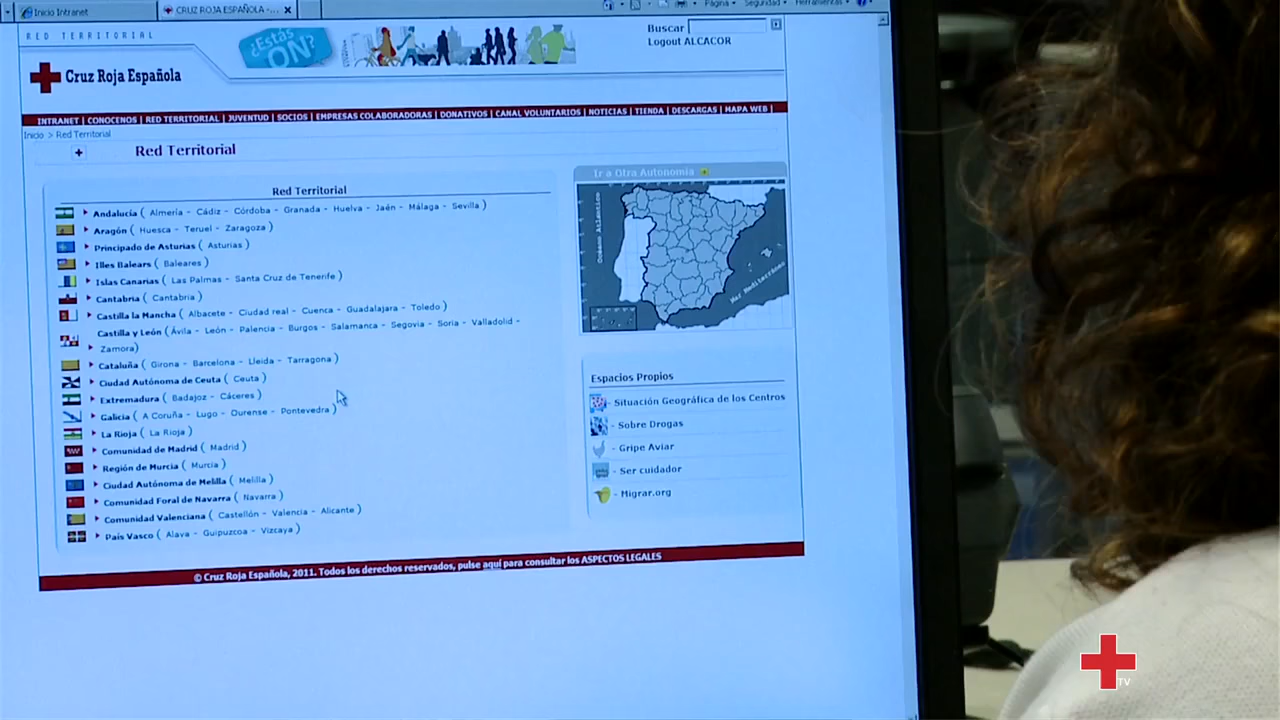 Inicio Intranet
CRUZ ROJA ESPAÑOLA -...
Página
Seguridad
Herramientas
RED TERRITORIAL
¿Estás ON?
Buscar
Logout ALCACOR
Cruz Roja Española
INTRANET | CONOCENOS | RED TERRITORIAL | JUVENTUD | SOCIOS | EMPRESAS COLABORADORAS | DONATIVOS | CANAL VOLUNTARIOS | NOTICIAS | TIENDA | DESCARGAS | MAPA WEB |
Inicio > Red Territorial
Red Territorial
Red Territorial
Andalucía ( Almería - Cádiz - Córdoba - Granada - Huelva - Jaén - Málaga - Sevilla )
Aragón ( Huesca - Teruel - Zaragoza )
Principado de Asturias ( Asturias )
Illes Balears ( Baleares )
Islas Canarias ( Las Palmas - Santa Cruz de Tenerife )
Cantabria ( Cantabria )
Castilla la Mancha ( Albacete - Ciudad real - Cuenca - Guadalajara - Toledo )
Castilla y León ( Ávila - León - Palencia - Burgos - Salamanca - Segovia - Soria - Valladolid -
Zamora)
Cataluña ( Girona - Barcelona - Lleida - Tarragona )
Ciudad Autónoma de Ceuta ( Ceuta )
Extremadura ( Badajoz - Cáceres )
Galicia ( A Coruña - Lugo - Ourense - Pontevedra )
La Rioja ( La Rioja )
Comunidad de Madrid ( Madrid )
Región de Murcia ( Murcia )
Ciudad Autónoma de Melilla ( Melilla )
Comunidad Foral de Navarra ( Navarra )
Comunidad Valenciana ( Castellón - Valencia - Alicante )
País Vasco ( Alava - Guipuzcoa - Vizcaya )
Ir a Otra Autonomía
Océano Atlántico
Mar Mediterráneo
Espacios Propios
- Situación Geográfica de los Centros
- Sobre Drogas
- Gripe Aviar
- Ser cuidador
- Migrar.org
© Cruz Roja Española, 2011. Todos los derechos reservados, pulse aquí para consultar los ASPECTOS LEGALES
TV